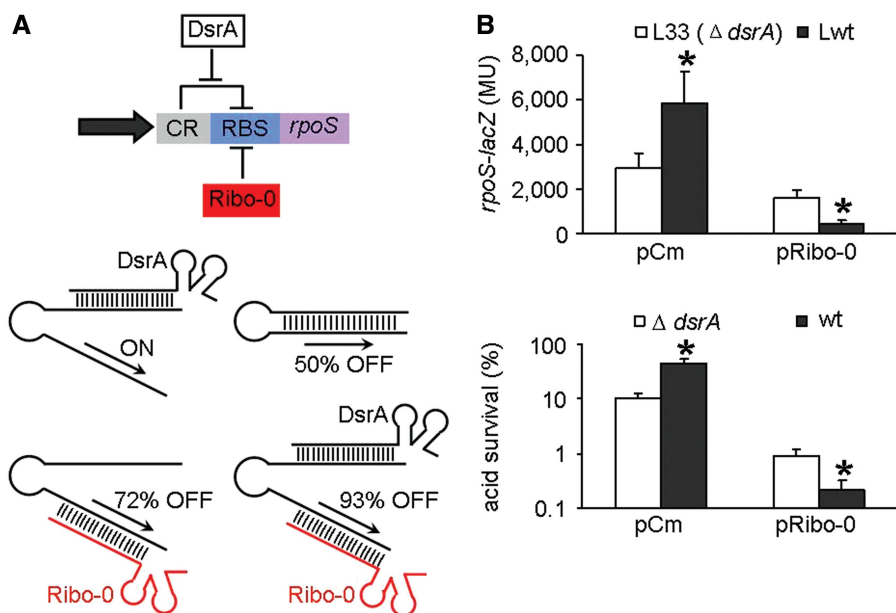 A
DsrA
CR RBS rpoS
Ribo-0
DsrA
ON
50% OFF
DsrA
72% OFF
93% OFF
Ribo-0
Ribo-0
B
L33 (Δ dsrA) Lwt
rpoS-lacZ (MU)
8,000
6,000
4,000
2,000
0
*
*
pCm pRibo-0
Δ dsrA wt
acid survival (%)
100
10
1
0.1
*
*
pCm pRibo-0